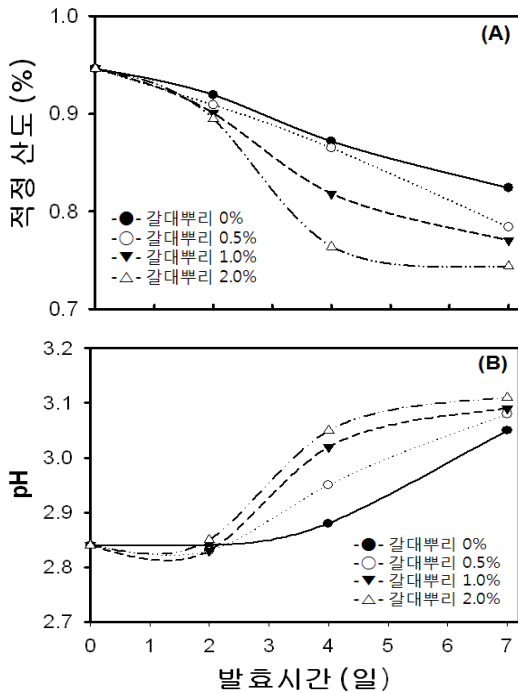 (A)
적정 산도 (%)
1.0
0.9
0.8
0.7
갈대뿌리 0%
갈대뿌리 0.5%
갈대뿌리 1.0%
갈대뿌리 2.0%
(B)
pH
3.2
3.1
3.0
2.9
2.8
2.7
갈대뿌리 0%
갈대뿌리 0.5%
갈대뿌리 1.0%
갈대뿌리 2.0%
0 1 2 3 4 5 6 7
발효시간 (일)